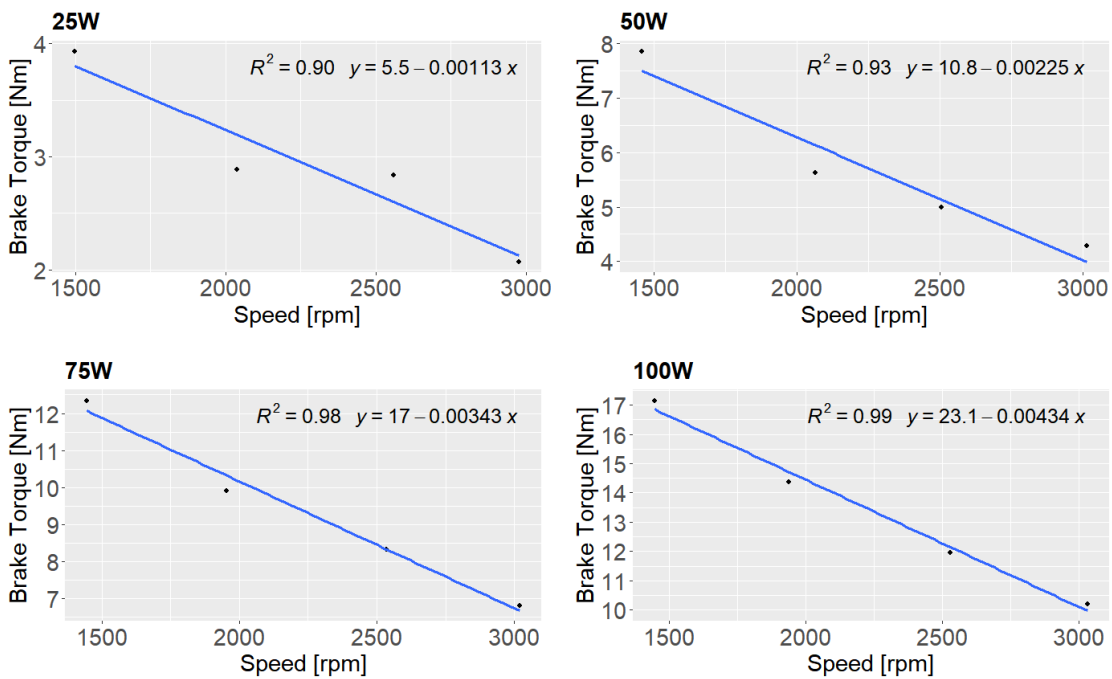 25W
Brake Torque [Nm]
4
3
2
R² = 0.90 y = 5.5 − 0.00113 x
1500 2000 2500 3000
Speed [rpm]
50W
Brake Torque [Nm]
8
7
6
5
4
R² = 0.93 y = 10.8 − 0.00225 x
1500 2000 2500 3000
Speed [rpm]
75W
Brake Torque [Nm]
12
11
10
9
8
7
R² = 0.98 y = 17 − 0.00343 x
1500 2000 2500 3000
Speed [rpm]
100W
Brake Torque [Nm]
17
16
15
14
13
12
11
10
R² = 0.99 y = 23.1 − 0.00434 x
1500 2000 2500 3000
Speed [rpm]